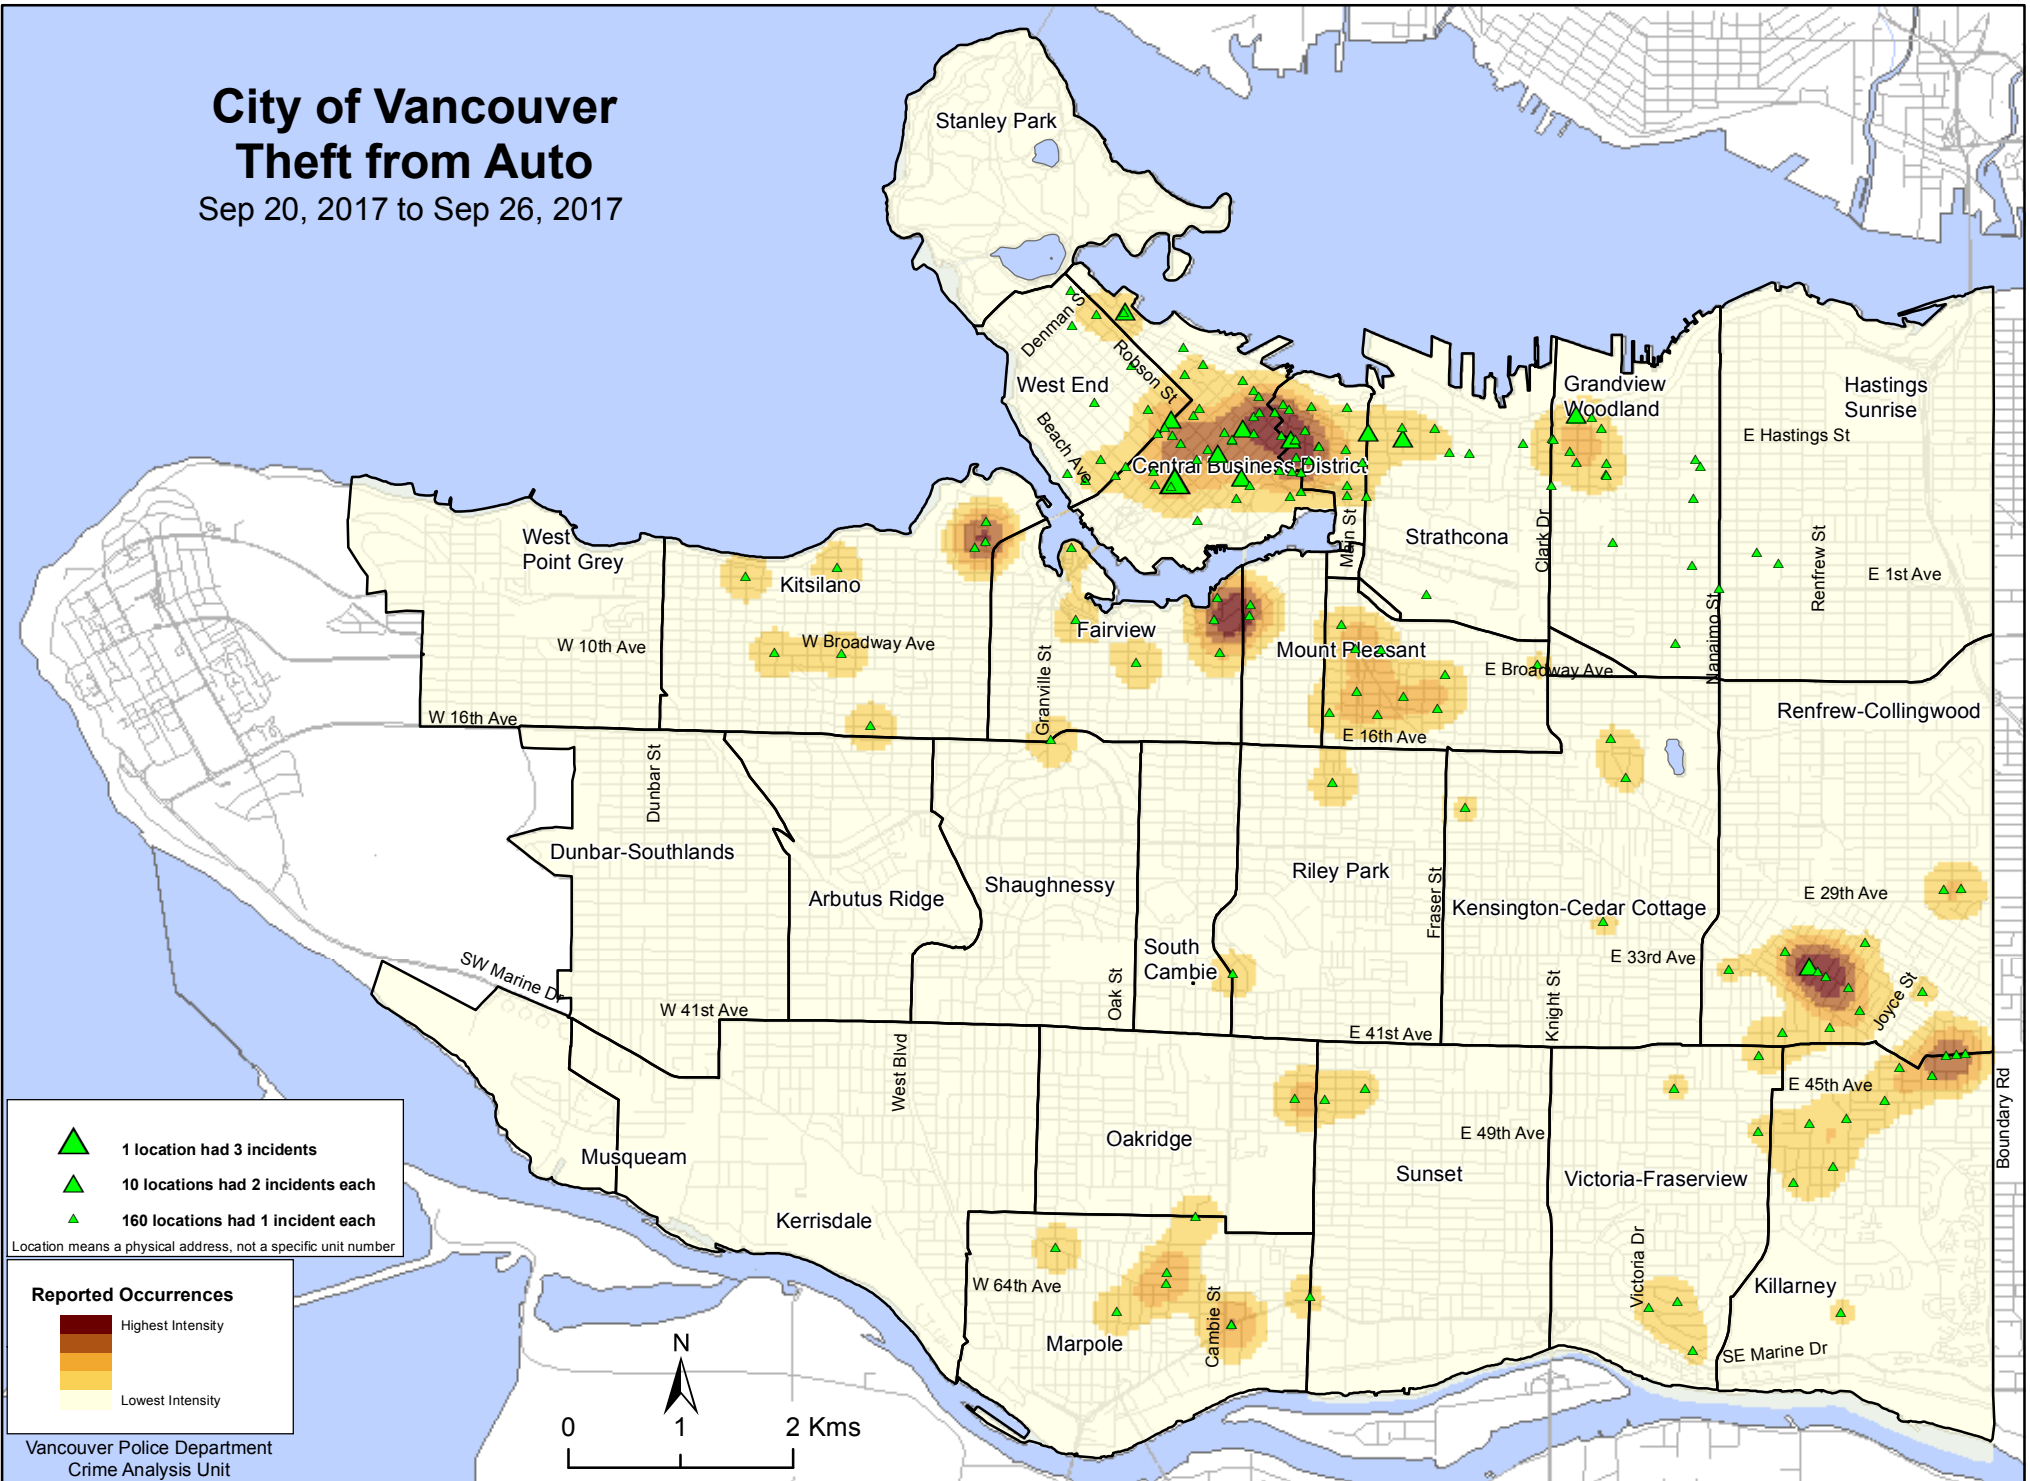 City of Vancouver
Theft from Auto
Sep 20, 2017 to Sep 26, 2017
Stanley Park
Denman S
Robson St
West End
Beach Ave
Central Business District
Grandview
Woodland
Hastings
Sunrise
E Hastings St
West
Point Grey
Kitsilano
Strathcona
Main St
Clark Dr
Renfrew St
E 1st Ave
Nanaimo St
W 10th Ave
W Broadway Ave
Fairview
Mount Pleasant
E Broadway Ave
Granville St
W 16th Ave
E 16th Ave
Renfrew-Collingwood
Dunbar St
Dunbar-Southlands
Arbutus Ridge
Shaughnessy
Riley Park
Fraser St
Kensington-Cedar Cottage
E 29th Ave
South
Cambie
E 33rd Ave
SW Marine Dr
W 41st Ave
Oak St
E 41st Ave
Knight St
Joyce St
West Blvd
E 45th Ave
Boundary Rd
Oakridge
E 49th Ave
Sunset
Victoria-Fraserview
Musqueam
Kerrisdale
W 64th Ave
Marpole
Cambie St
Victoria Dr
Killarney
SE Marine Dr
1 location had 3 incidents
10 locations had 2 incidents each
160 locations had 1 incident each
Location means a physical address, not a specific unit number
Reported Occurrences
Highest Intensity
Lowest Intensity
Vancouver Police Department
Crime Analysis Unit
N
0 1 2 Kms